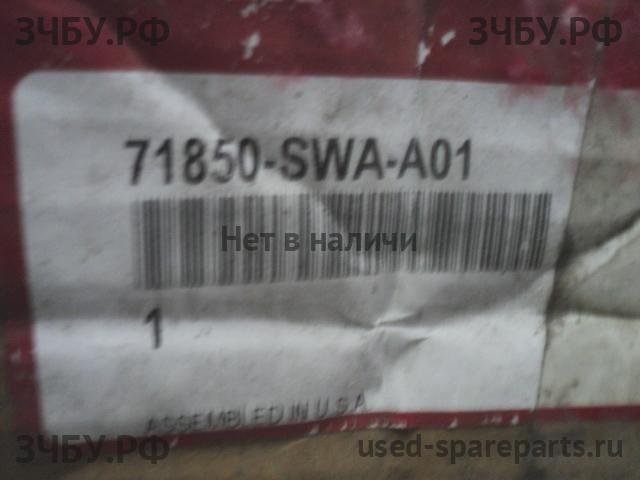 ЗЧБУ.РФ ЗЧБУ.РФ
71850-SWA-A01
Нет в наличи
1
ASSEMBLED IN U.S.A
ЗЧБУ.РФ used-spareparts.ru